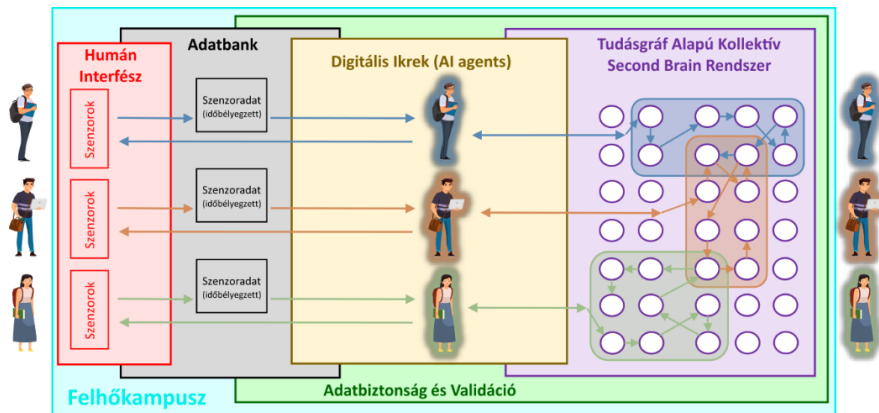 Humán
Interfész
Adatbank
Digitális Ikrek (AI agents)
Tudásgráf Alapú Kollektív
Second Brain Rendszer
Szenzorok
Szenzoradat
(időbélyegzett)
Szenzorok
Szenzoradat
(időbélyegzett)
Szenzorok
Szenzoradat
(időbélyegzett)
Felhőkampusz
Adatbiztonság és Validáció